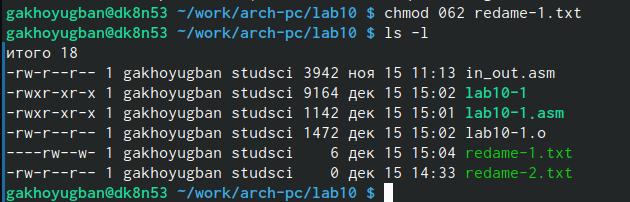 gakhoyugban@dk8n53 ~/work/arch-pc/lab10 $ chmod 062 redame-1.txt
gakhoyugban@dk8n53 ~/work/arch-pc/lab10 $ ls -l
итого 18
-rw-r--r-- 1 gakhoyugban studsci 3942 ноя 15 11:13 in_out.asm
-rwxr-xr-x 1 gakhoyugban studsci 9164 дек 15 15:02 lab10-1
-rwxr-xr-x 1 gakhoyugban studsci 1142 дек 15 15:01 lab10-1.asm
-rw-r--r-- 1 gakhoyugban studsci 1472 дек 15 15:02 lab10-1.o
----rw--w- 1 gakhoyugban studsci    6 дек 15 15:04 redame-1.txt
-rw-r--r-- 1 gakhoyugban studsci    0 дек 15 14:33 redame-2.txt
gakhoyugban@dk8n53 ~/work/arch-pc/lab10 $